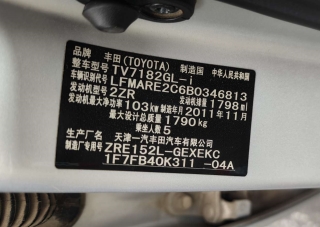 品牌 丰田(TOYOTA) 制造国 中华人民共和国
整车型号 TV7182GL-i
车辆识别代号 LFMARE2C6B0346813
发动机型号 2ZR 发动机排量 1798ml
发动机最大净功率 103kW 制造年月 2011年11月
最大设计总质量 1790kg
乘坐人数 5
天津一汽丰田汽车有限公司
ZRE152L-GEXEKC
1F7FB40K311 -04A